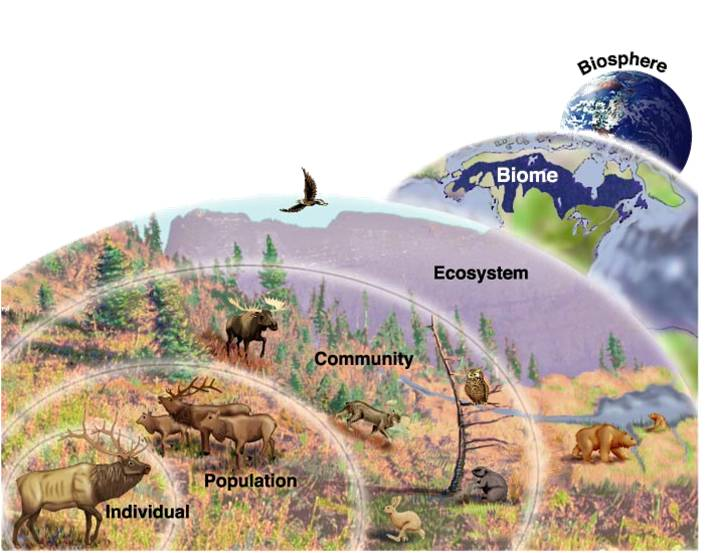 Biosphere
Biome
Ecosystem
Community
Population
Individual